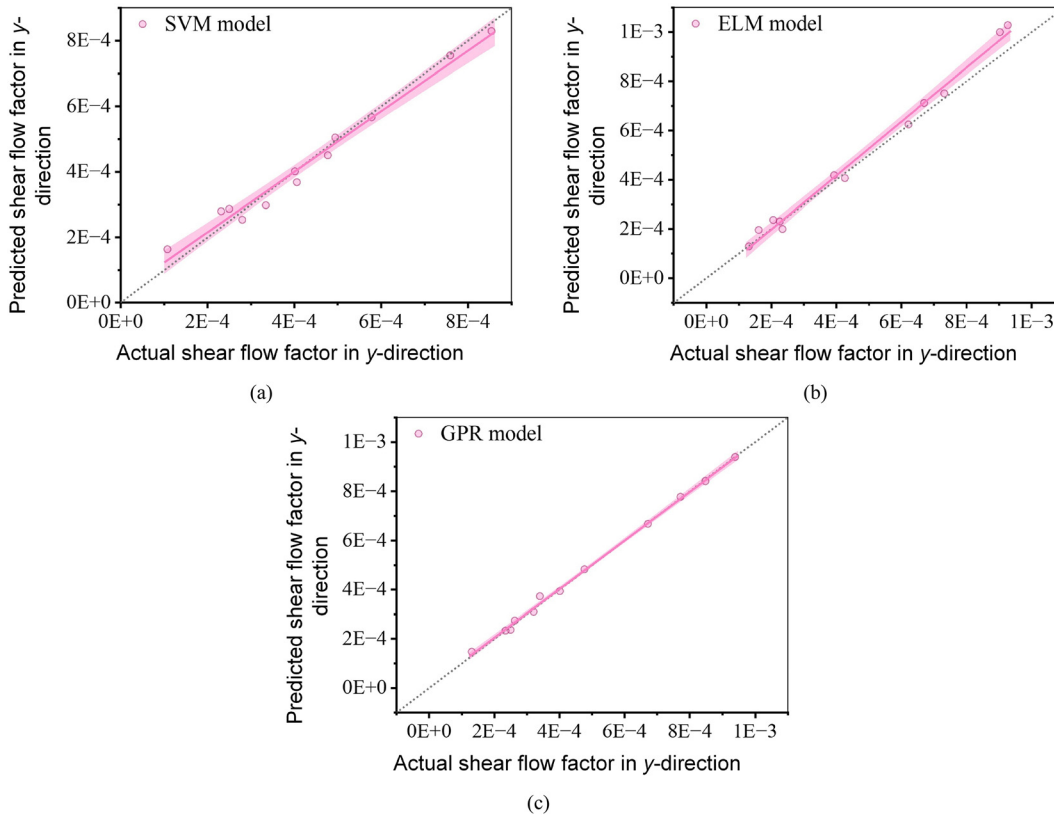 SVM model
8E−4
6E−4
4E−4
2E−4
0E+0
0E+0 2E−4 4E−4 6E−4 8E−4
Predicted shear flow factor in y-
direction
Actual shear flow factor in y-direction
(a)
ELM model
1E−3
8E−4
6E−4
4E−4
2E−4
0E+0
0E+0 2E−4 4E−4 6E−4 8E−4 1E−3
Predicted shear flow factor in y-
direction
Actual shear flow factor in y-direction
(b)
GPR model
1E−3
8E−4
6E−4
4E−4
2E−4
0E+0
0E+0 2E−4 4E−4 6E−4 8E−4 1E−3
Predicted shear flow factor in y-
direction
Actual shear flow factor in y-direction
(c)